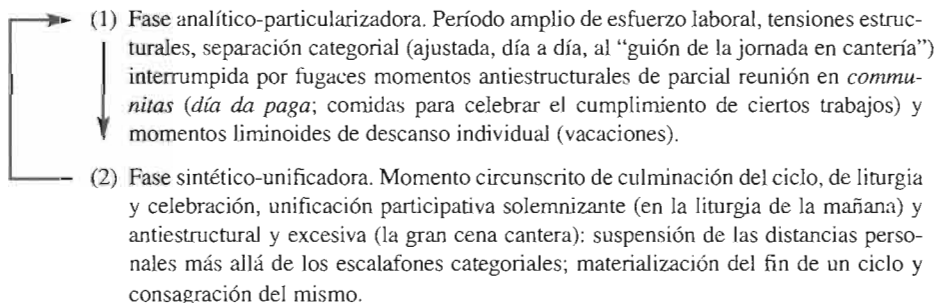 (1) Fase analítico-particularizadora. Período amplio de esfuerzo laboral, tensiones estruc-
turales, separación categorial (ajustada, día a día, al “guión de la jornada en cantería”)
interrumpida por fugaces momentos antiestructurales de parcial reunión en commu-
nitas (día da paga; comidas para celebrar el cumplimiento de ciertos trabajos) y
momentos liminoides de descanso individual (vacaciones).
(2) Fase sintético-unificadora. Momento circunscrito de culminación del ciclo, de liturgia
y celebración, unificación participativa solemnizante (en la liturgia de la mañana) y
antiestructural y excesiva (la gran cena cantera): suspensión de las distancias perso-
nales más allá de los escalafones categoriales; materialización del fin de un ciclo y
consagración del mismo.